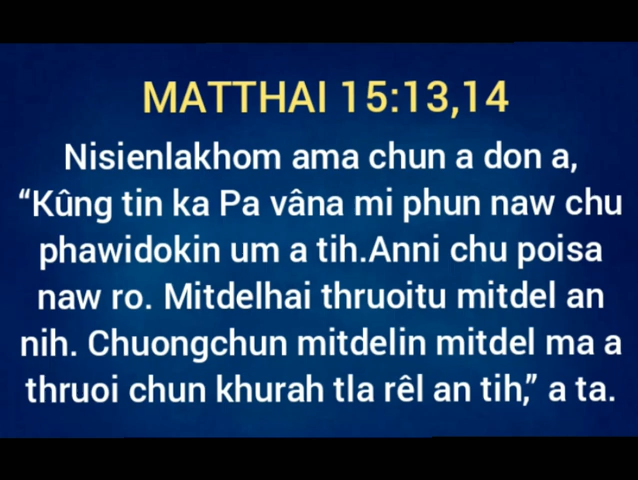 MATTHAI 15:13,14
Nisienlakhom ama chun a don a,
“Kûng tin ka Pa vâna mi phun naw chu
phawidokin um a tih.Anni chu poisa
naw ro. Mitdelhai thruoitu mitdel an
nih. Chuongchun mitdelin mitdel ma a
thruoi chun khurah tla rêl an tih,” a ta.